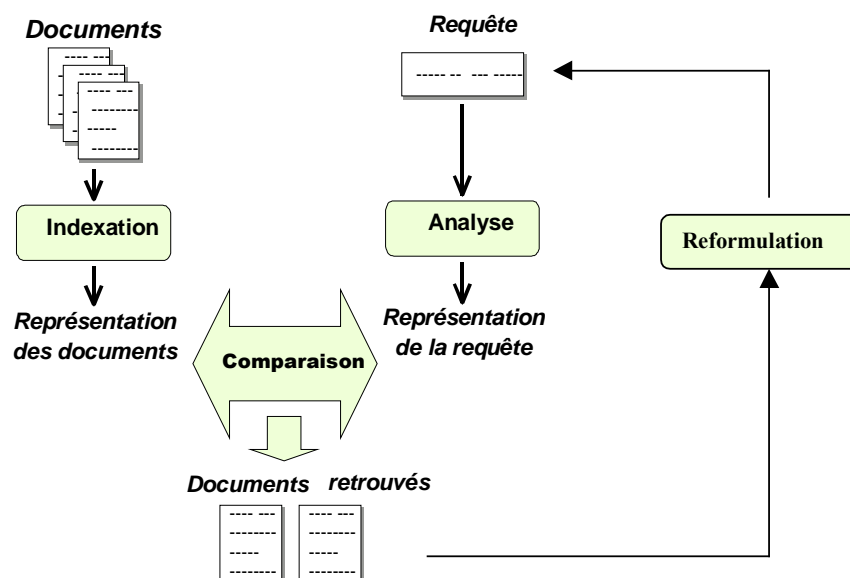 Documents
Requête
Indexation
Analyse
Reformulation
Représentation
des documents
Représentation
de la requête
Comparaison
Documents retrouvés